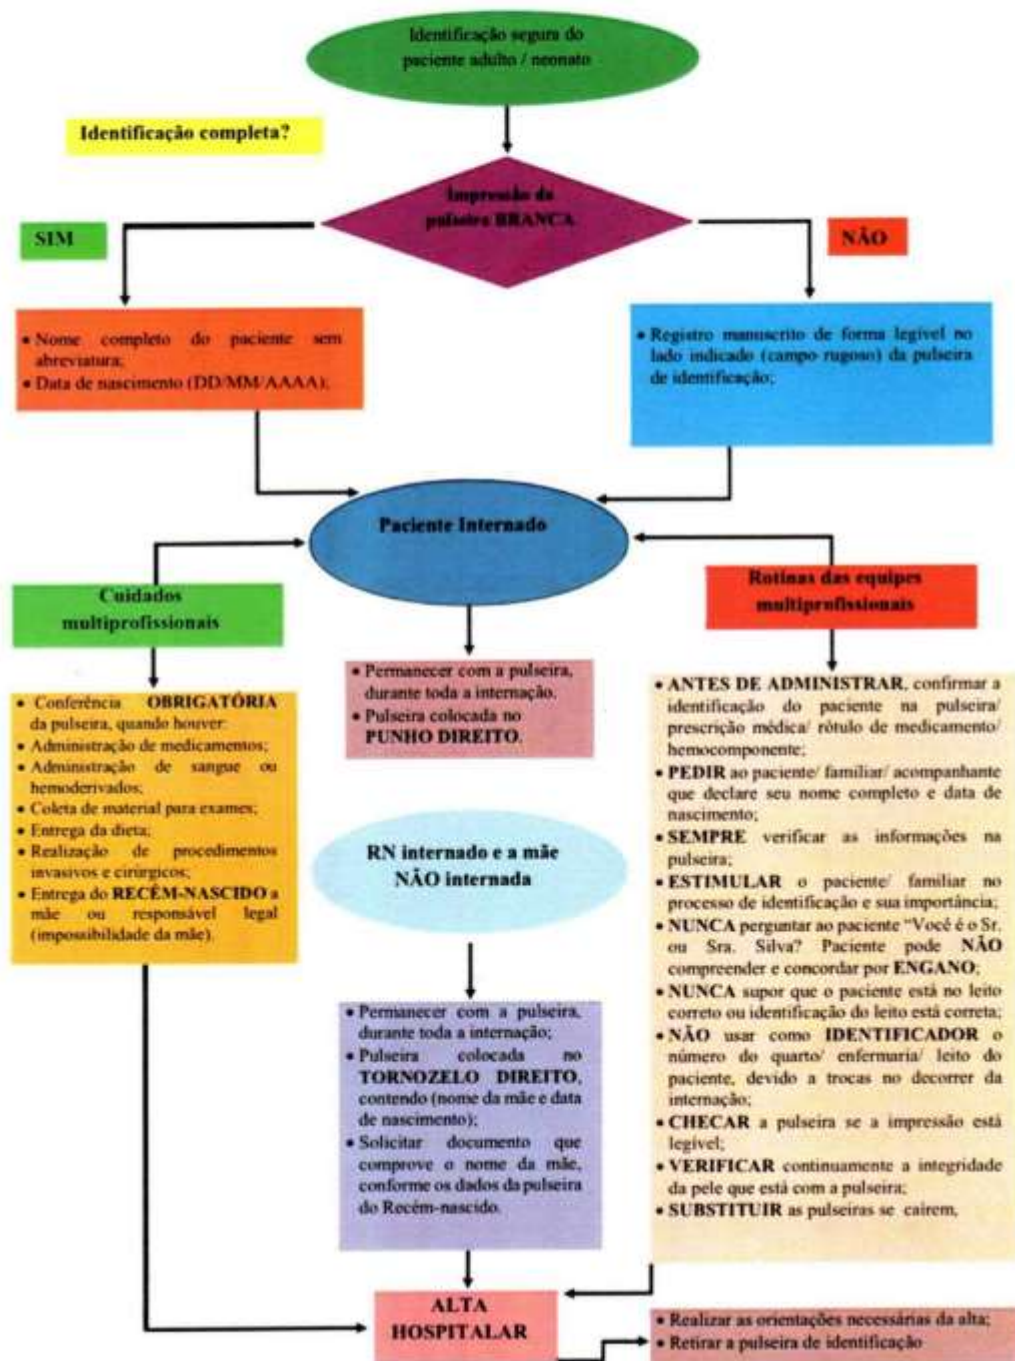 Identificação segura do
paciente adulto / neonato
Identificação completa?
Impressão da
pulseira BRANCA
SIM
NÃO
• Nome completo do paciente sem
abreviatura;
• Data de nascimento (DD/MM/AAAA);
• Registro manuscrito de forma legível no
lado indicado (campo rugoso) da pulseira
de identificação;
Paciente Internado
Cuidados
multiprofissionais
Rotinas das equipes
multiprofissionais
• Conferência OBRIGATÓRIA
da pulseira, quando houver:
• Administração de medicamentos;
• Administração de sangue ou
hemoderivados;
• Coleta de material para exames;
• Entrega da dieta;
• Realização de procedimentos
invasivos e cirúrgicos;
• Entrega do RECÉM-NASCIDO a
mãe ou responsável legal
(impossibilidade da mãe).
• Permanecer com a pulseira,
durante toda a internação.
• Pulseira colocada no
PUNHO DIREITO.
RN internado e a mãe
NÃO internada
• Permanecer com a pulseira,
durante toda a internação;
• Pulseira colocada no
TORNOZELO DIREITO,
contendo (nome da mãe e data
de nascimento);
• Solicitar documento que
comprove o nome da mãe,
conforme os dados da pulseira
do Recém-nascido.
• ANTES DE ADMINISTRAR, confirmar a
identificação do paciente na pulseira/
prescrição médica/ rótulo de medicamento/
hemocomponente;
• PEDIR ao paciente/ familiar/ acompanhante
que declare seu nome completo e data de
nascimento;
• SEMPRE verificar as informações na
pulseira;
• ESTIMULAR o paciente/ familiar no
processo de identificação e sua importância;
• NUNCA perguntar ao paciente “Você é o Sr.
ou Sra. Silva? Paciente pode NÃO
compreender e concordar por ENGANO;
• NUNCA supor que o paciente está no leito
correto ou identificação do leito está correta;
• NÃO usar como IDENTIFICADOR o
número do quarto/ enfermaria/ leito do
paciente, devido a trocas no decorrer da
internação;
• CHECAR a pulseira se a impressão está
legível;
• VERIFICAR continuamente a integridade
da pele que está com a pulseira;
• SUBSTITUIR as pulseiras se caírem,
ALTA
HOSPITALAR
• Realizar as orientações necessárias da alta;
• Retirar a pulseira de identificação